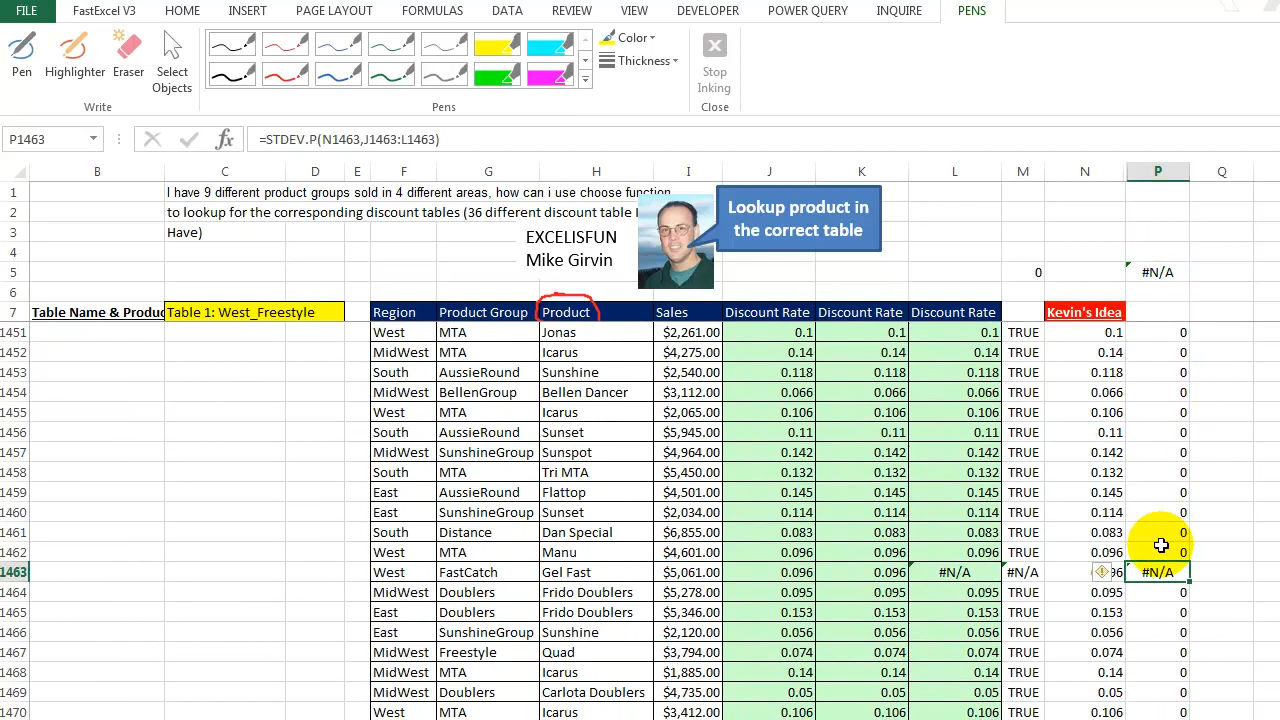 FILE FastExcel V3 HOME INSERT PAGE LAYOUT FORMULAS DATA REVIEW VIEW DEVELOPER POWER QUERY INQUIRE PENS
Pen Highlighter Eraser Select Objects
Color
Thickness
Stop Inking
Write Pens Close
P1463 fx =STDEV.P(N1463,J1463:L1463)
B C D E F G H I J K L M N P Q
1 I have 9 different product groups sold in 4 different areas, how can i use choose function
2 to lookup for the corresponding discount tables (36 different discount table
3 Have)
EXCELISFUN
Mike Girvin
Lookup product in
the correct table
4
5 0 #N/A
6
7 Table Name & Produc Table 1: West_Freestyle Region Product Group Product Sales Discount Rate Discount Rate Discount Rate Kevin's Idea
1451 West MTA Jonas $2,261.00 0.1 0.1 0.1 TRUE 0.1 0
1452 MidWest MTA Icarus $4,275.00 0.14 0.14 0.14 TRUE 0.14 0
1453 South AussieRound Sunshine $2,540.00 0.118 0.118 0.118 TRUE 0.118 0
1454 MidWest BellenGroup Bellen Dancer $3,112.00 0.066 0.066 0.066 TRUE 0.066 0
1455 West MTA Icarus $2,065.00 0.106 0.106 0.106 TRUE 0.106 0
1456 South AussieRound Sunset $5,945.00 0.11 0.11 0.11 TRUE 0.11 0
1457 MidWest SunshineGroup Sunspot $4,964.00 0.142 0.142 0.142 TRUE 0.142 0
1458 South MTA Tri MTA $5,450.00 0.132 0.132 0.132 TRUE 0.132 0
1459 East AussieRound Flattop $4,501.00 0.145 0.145 0.145 TRUE 0.145 0
1460 East SunshineGroup Sunset $2,034.00 0.114 0.114 0.114 TRUE 0.114 0
1461 South Distance Dan Special $6,855.00 0.083 0.083 0.083 TRUE 0.083 0
1462 West MTA Manu $4,601.00 0.096 0.096 0.096 TRUE 0.096 0
1463 West FastCatch Gel Fast $5,061.00 0.096 0.096 #N/A #N/A 96 #N/A
1464 MidWest Doublers Frido Doublers $5,278.00 0.095 0.095 0.095 TRUE 0.095 0
1465 East Doublers Frido Doublers $5,346.00 0.153 0.153 0.153 TRUE 0.153 0
1466 East SunshineGroup Sunshine $2,120.00 0.056 0.056 0.056 TRUE 0.056 0
1467 MidWest Freestyle Quad $3,794.00 0.074 0.074 0.074 TRUE 0.074 0
1468 MidWest MTA Icarus $1,885.00 0.14 0.14 0.14 TRUE 0.14 0
1469 MidWest Doublers Carlota Doublers $4,735.00 0.05 0.05 0.05 TRUE 0.05 0
1470 West MTA Icarus $3,412.00 0.106 0.106 0.106 TRUE 0.106 0